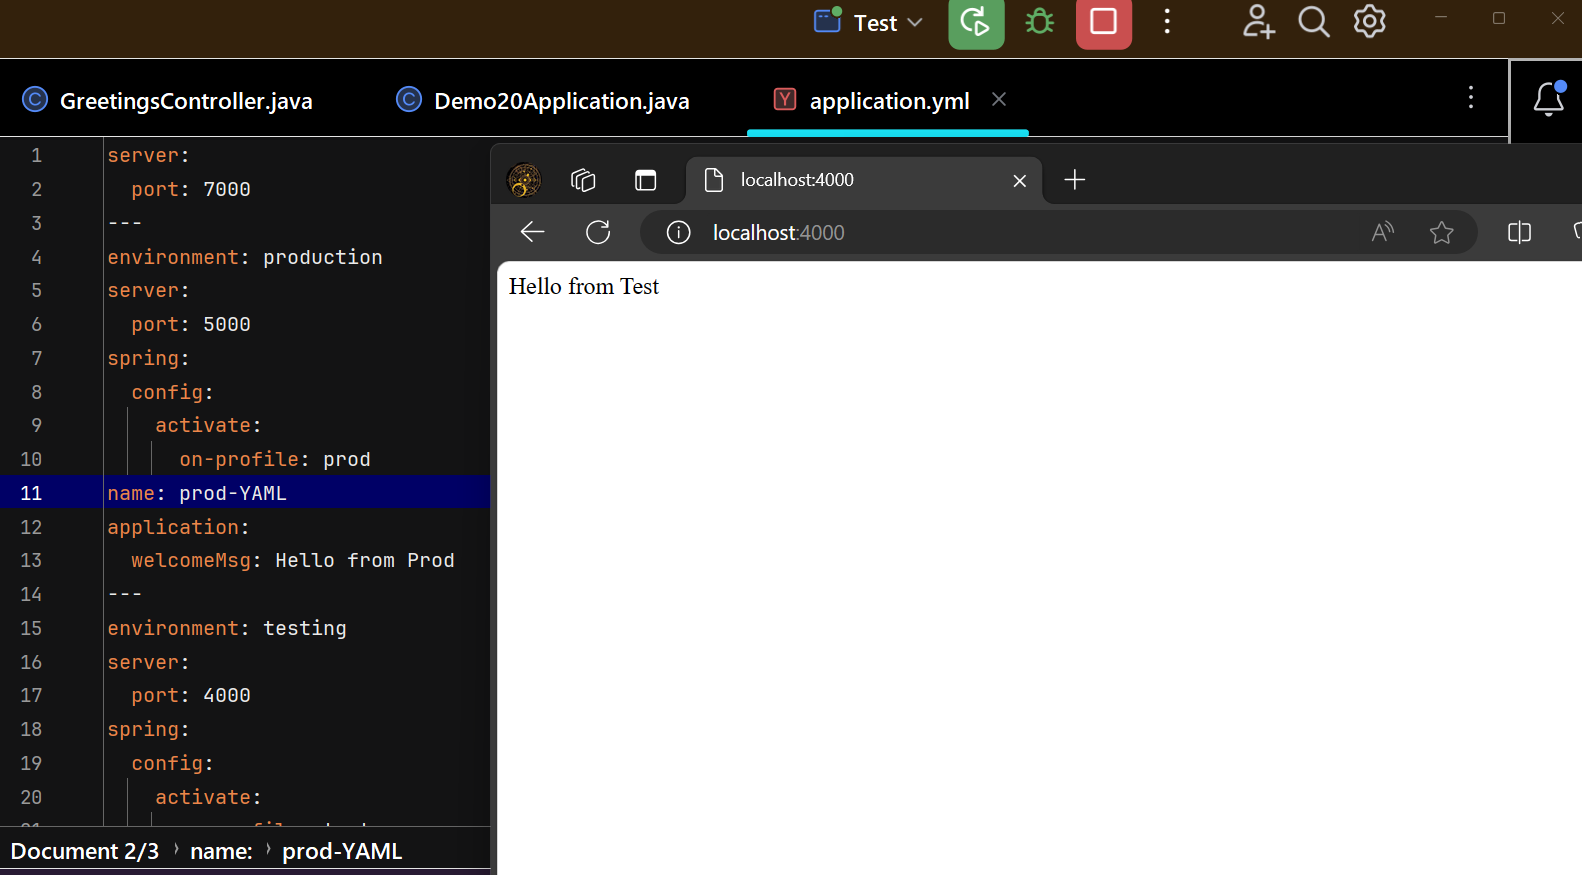 Test
GreetingsController.java
Demo20Application.java
application.yml
1 server:
2 port: 7000
3 ---
4 environment: production
5 server:
6 port: 5000
7 spring:
8 config:
9 activate:
10 on-profile: prod
11 name: prod-YAML
12 application:
13 welcomeMsg: Hello from Prod
14 ---
15 environment: testing
16 server:
17 port: 4000
18 spring:
19 config:
20 activate:
Document 2/3 › name: › prod-YAML
localhost:4000
localhost:4000
Hello from Test